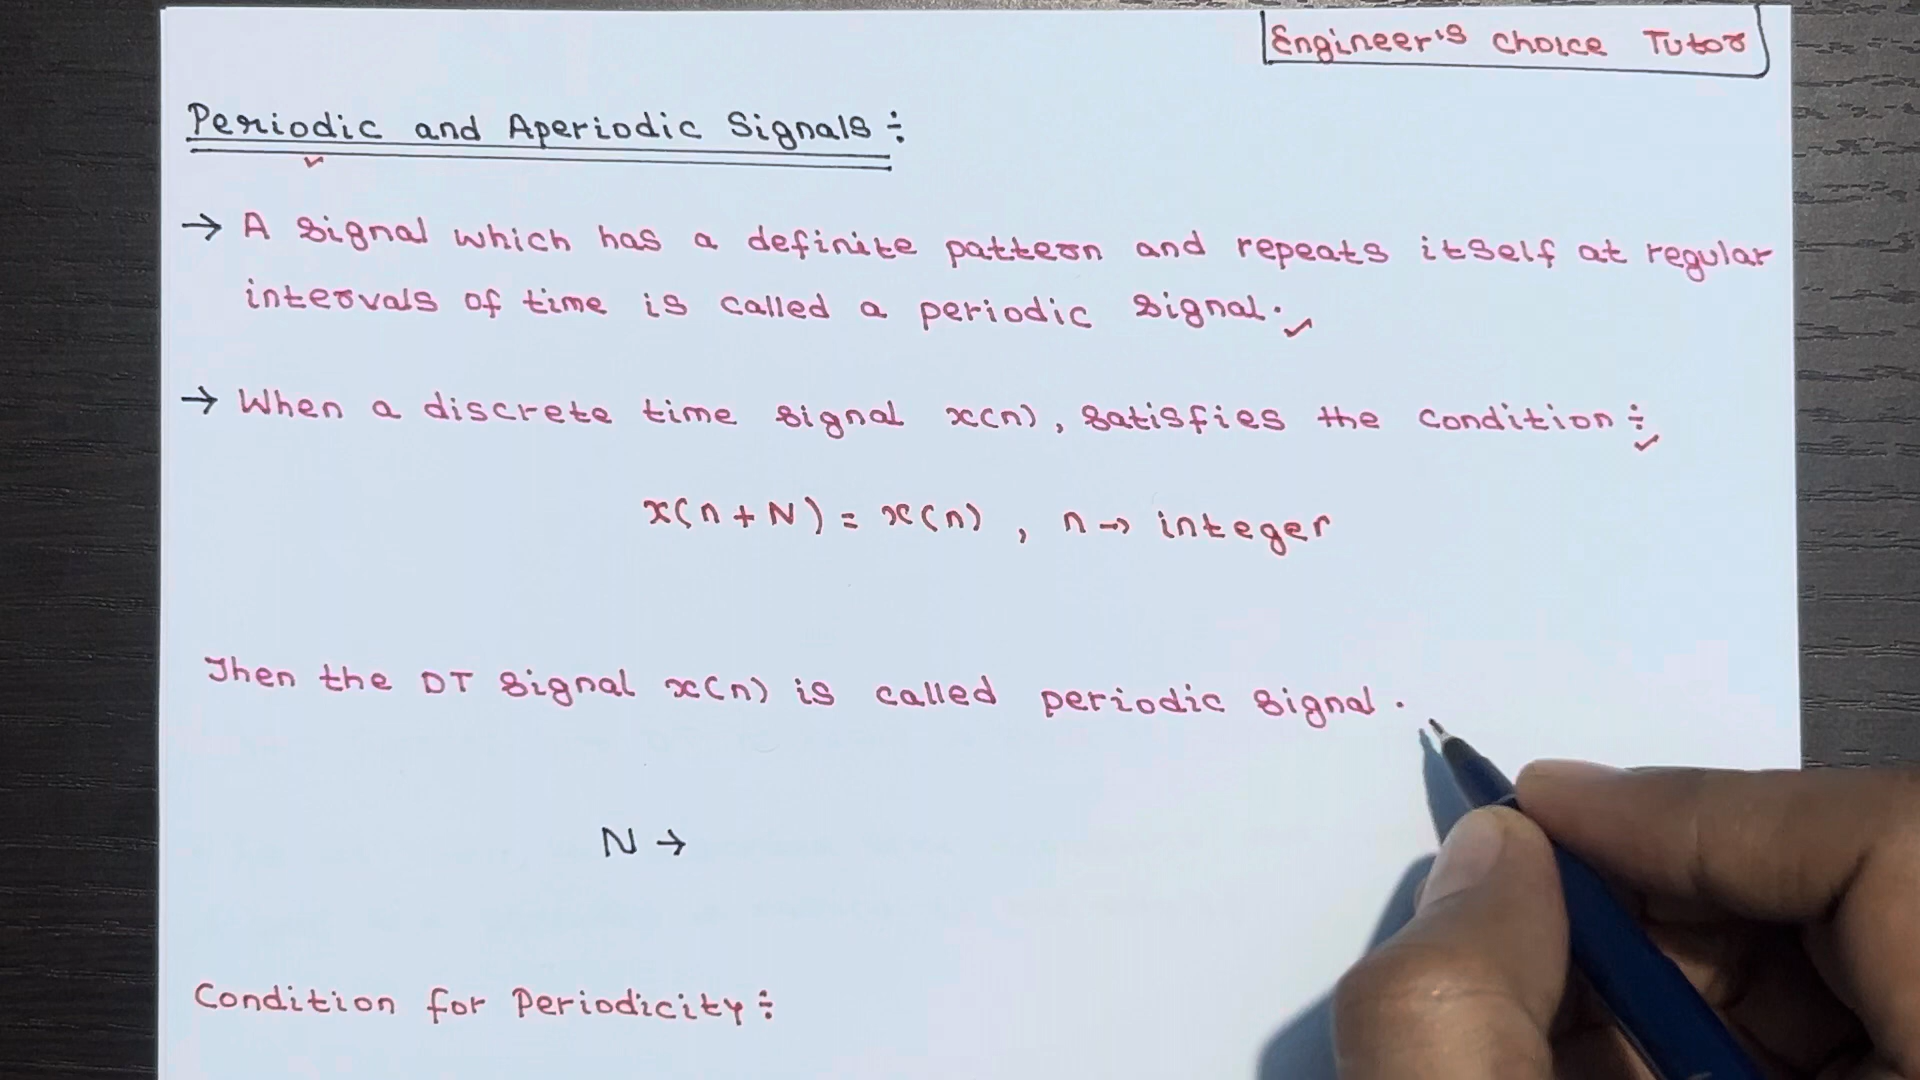 Engineer's Choice Tutor
Periodic and Aperiodic Signals ÷
→ A signal which has a definite pattern and repeats itself at regular
intervals of time is called a periodic signal.
→ When a discrete time signal x(n), satisfies the condition ÷
x(n + N) = x(n) , n → integer
Then the DT signal x(n) is called periodic signal.
N →
Condition for Periodicity ÷